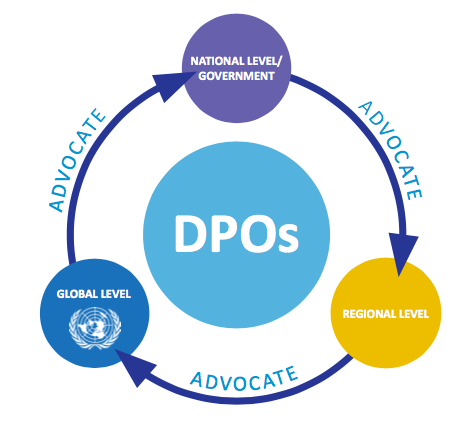 NATIONAL LEVEL/
GOVERNMENT
ADVOCATE
ADVOCATE
DPOs
GLOBAL LEVEL
REGIONAL LEVEL
ADVOCATE